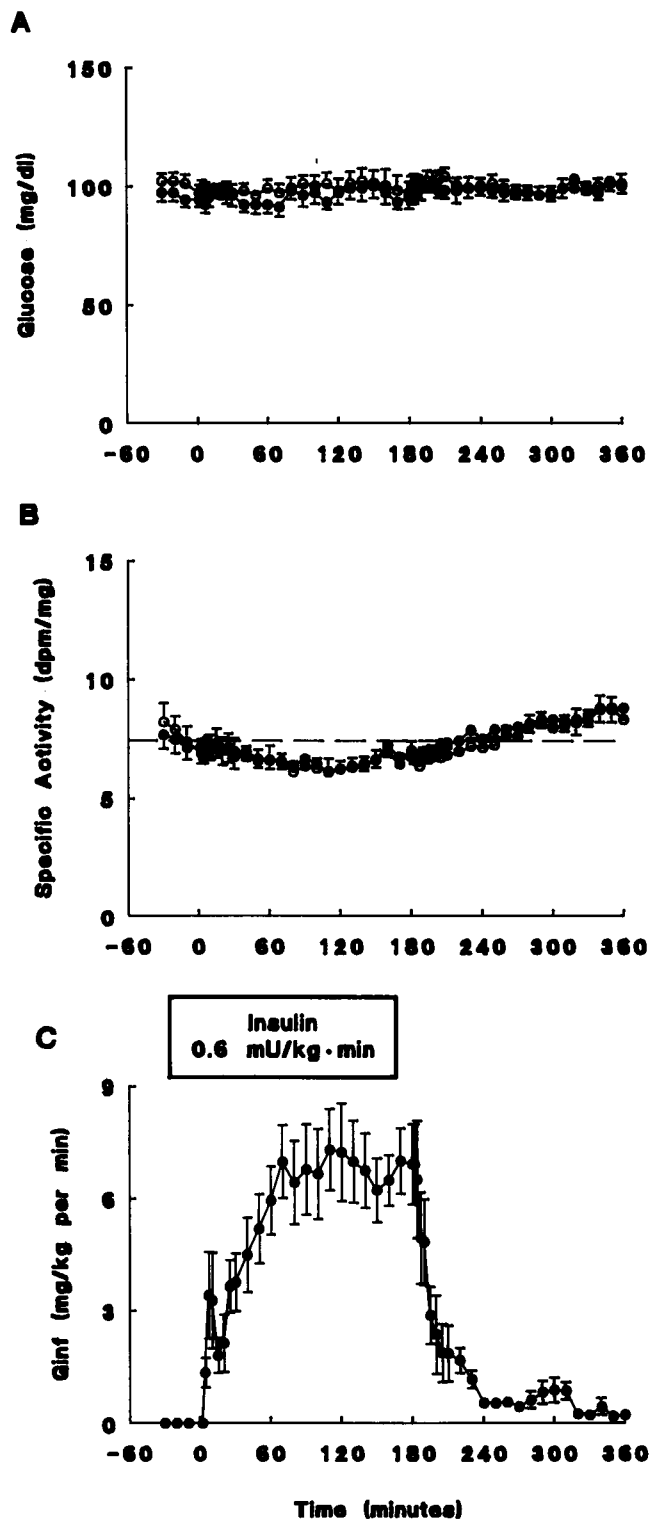 A
150
100
50
0
Glucose (mg/dl)
-60 0 60 120 180 240 300 360
B
15
10
5
0
Specific Activity (dpm/mg)
-60 0 60 120 180 240 300 360
C
Insulin
0.6 mU/kg·min
9
6
3
0
Ginf (mg/kg per min)
-60 0 60 120 180 240 300 360
Time (minutes)